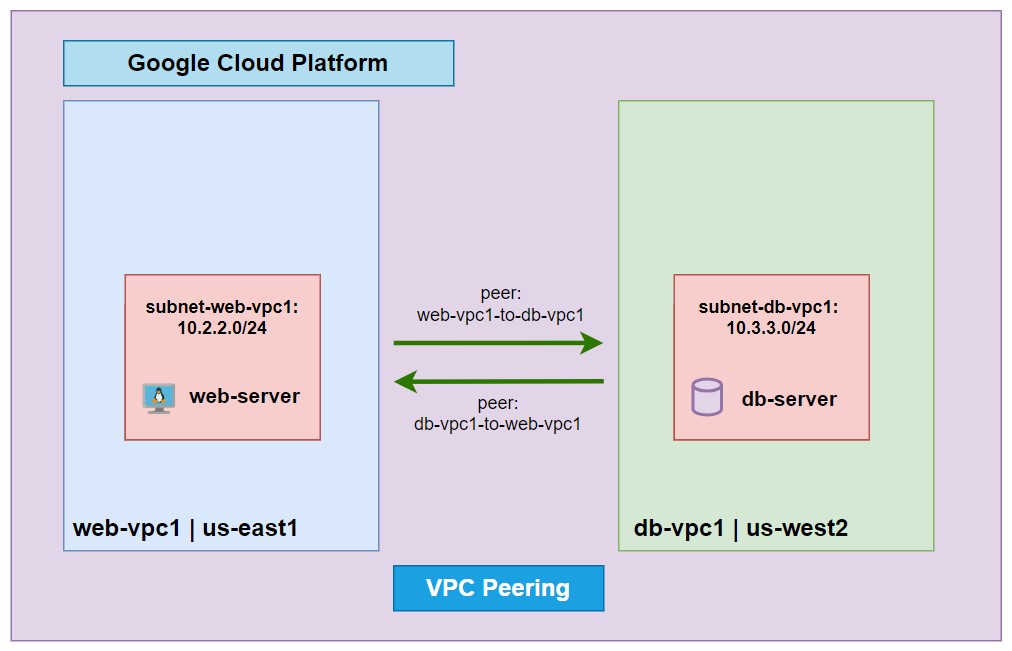 Google Cloud Platform
subnet-web-vpc1:
10.2.2.0/24
web-server
web-vpc1 | us-east1
peer:
web-vpc1-to-db-vpc1
peer:
db-vpc1-to-web-vpc1
subnet-db-vpc1:
10.3.3.0/24
db-server
db-vpc1 | us-west2
VPC Peering